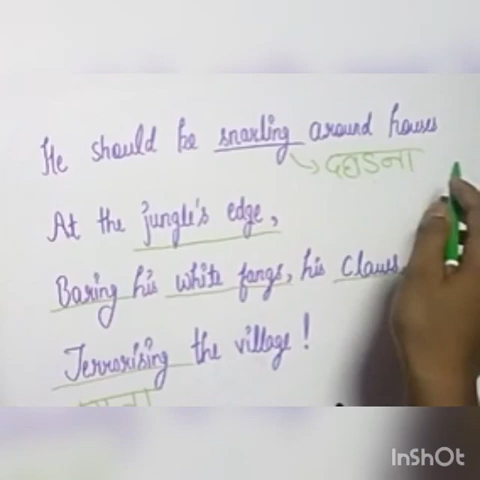 He should be snarling around houses
दहाड़ना
At the jungle's edge,
Baring his white fangs, his claws,
Terrorising the village!
InShOt